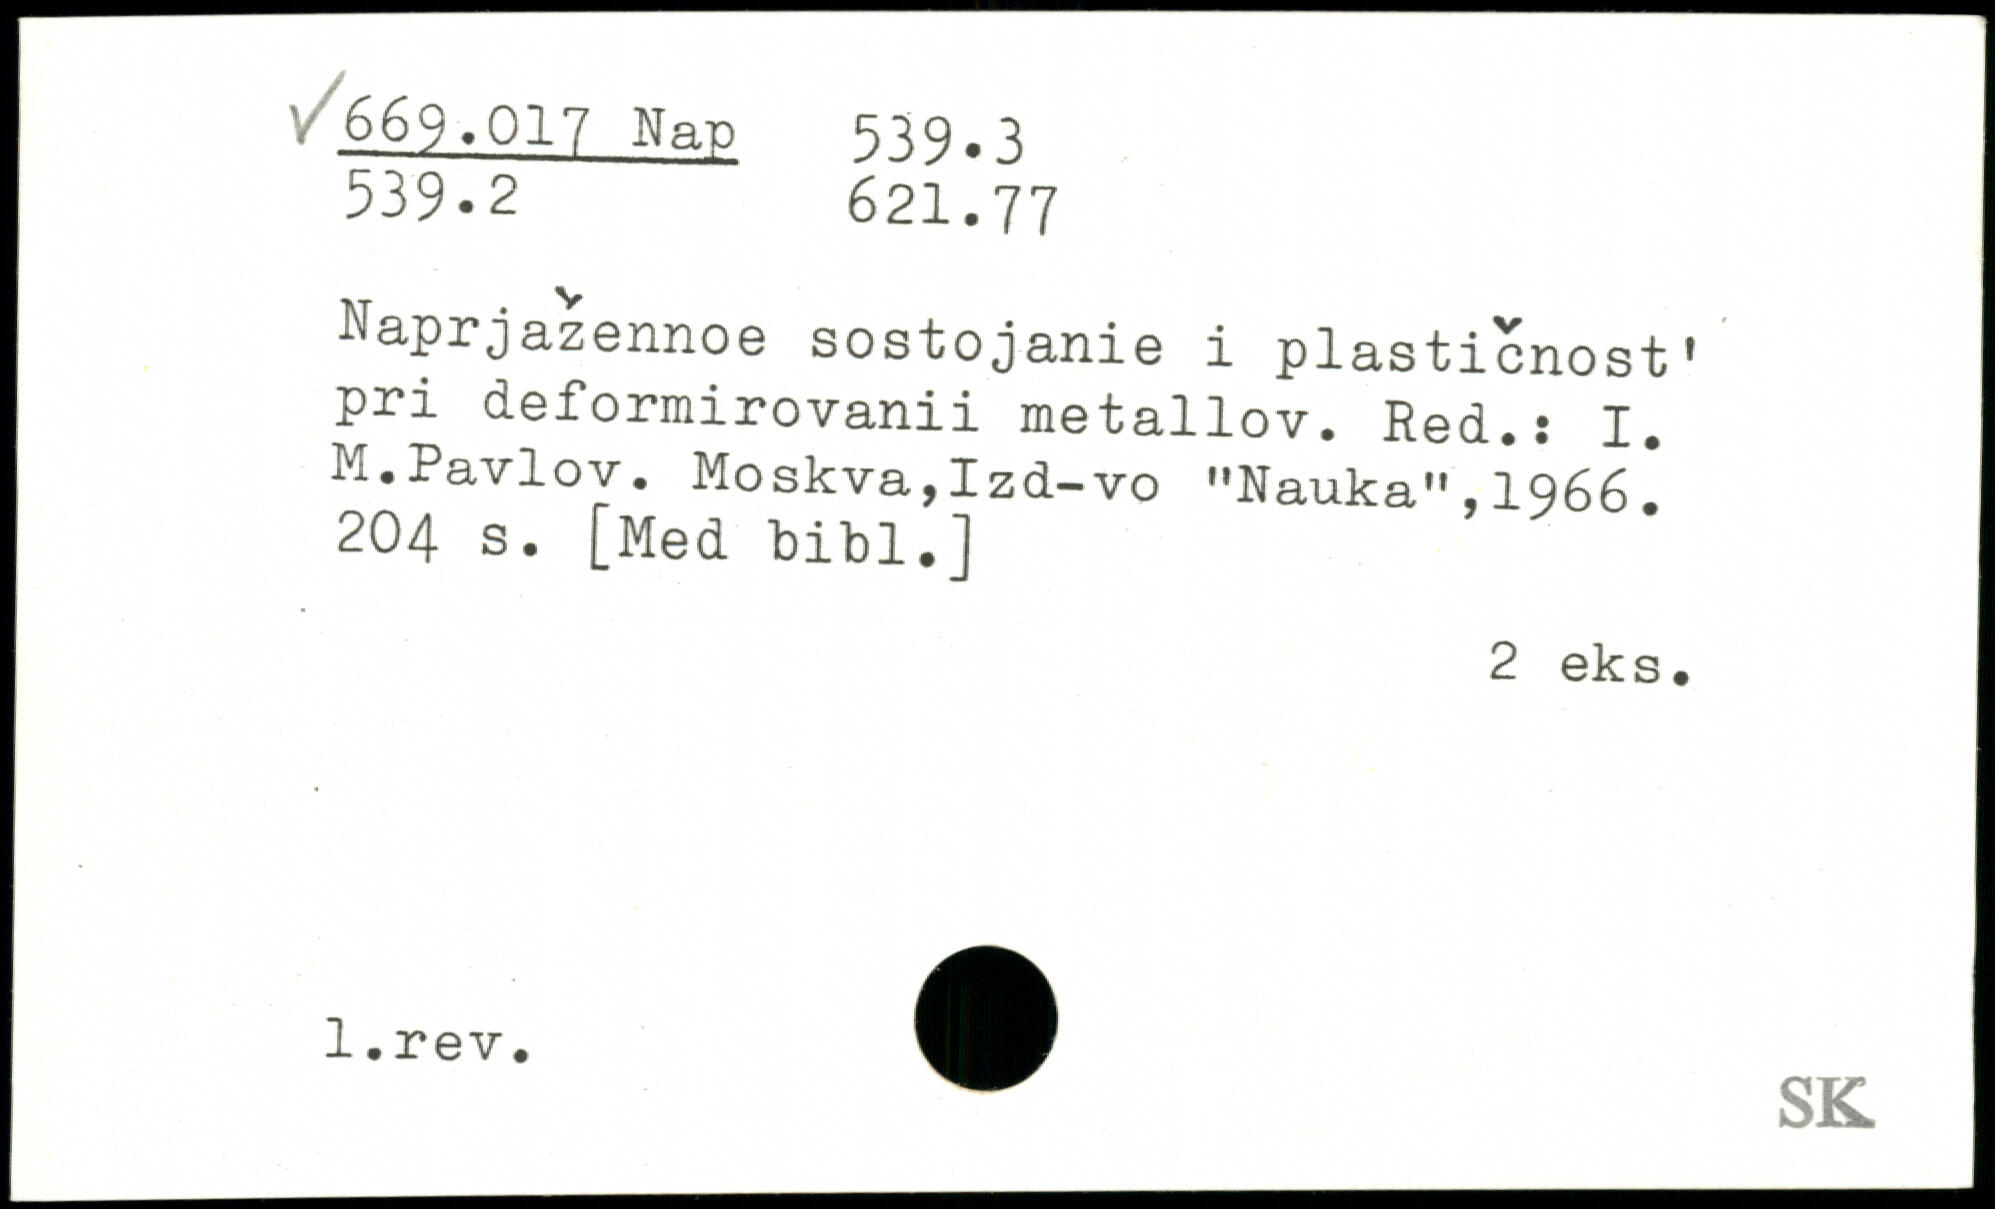 ✓ 669.017 Nap 539.3
539.2 621.77
Naprjažennoe sostojanie i plastičnost'
pri deformirovanii metallov. Red.: I.
M.Pavlov. Moskva,Izd-vo "Nauka",1966.
204 s. [Med bibl.]
2 eks.
1.rev.
SK